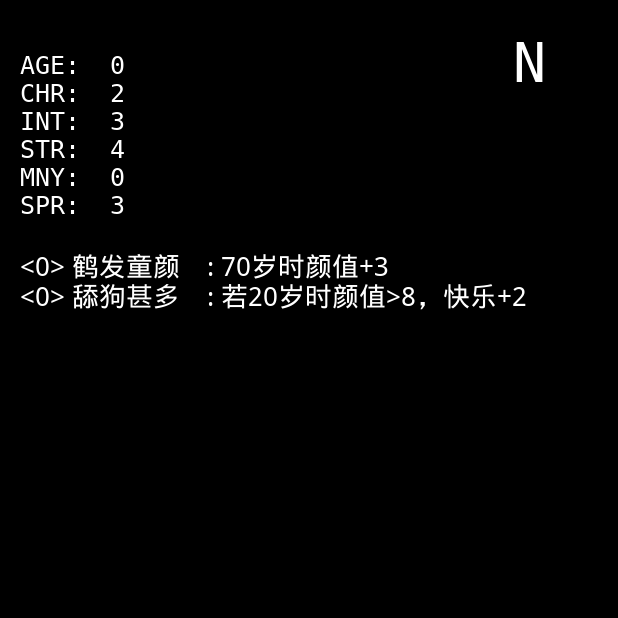 N
AGE: 0
CHR: 2
INT: 3
STR: 4
MNY: 0
SPR: 3
<0> 鹤发童颜 : 70岁时颜值+3
<0> 舔狗甚多 : 若20岁时颜值>8，快乐+2